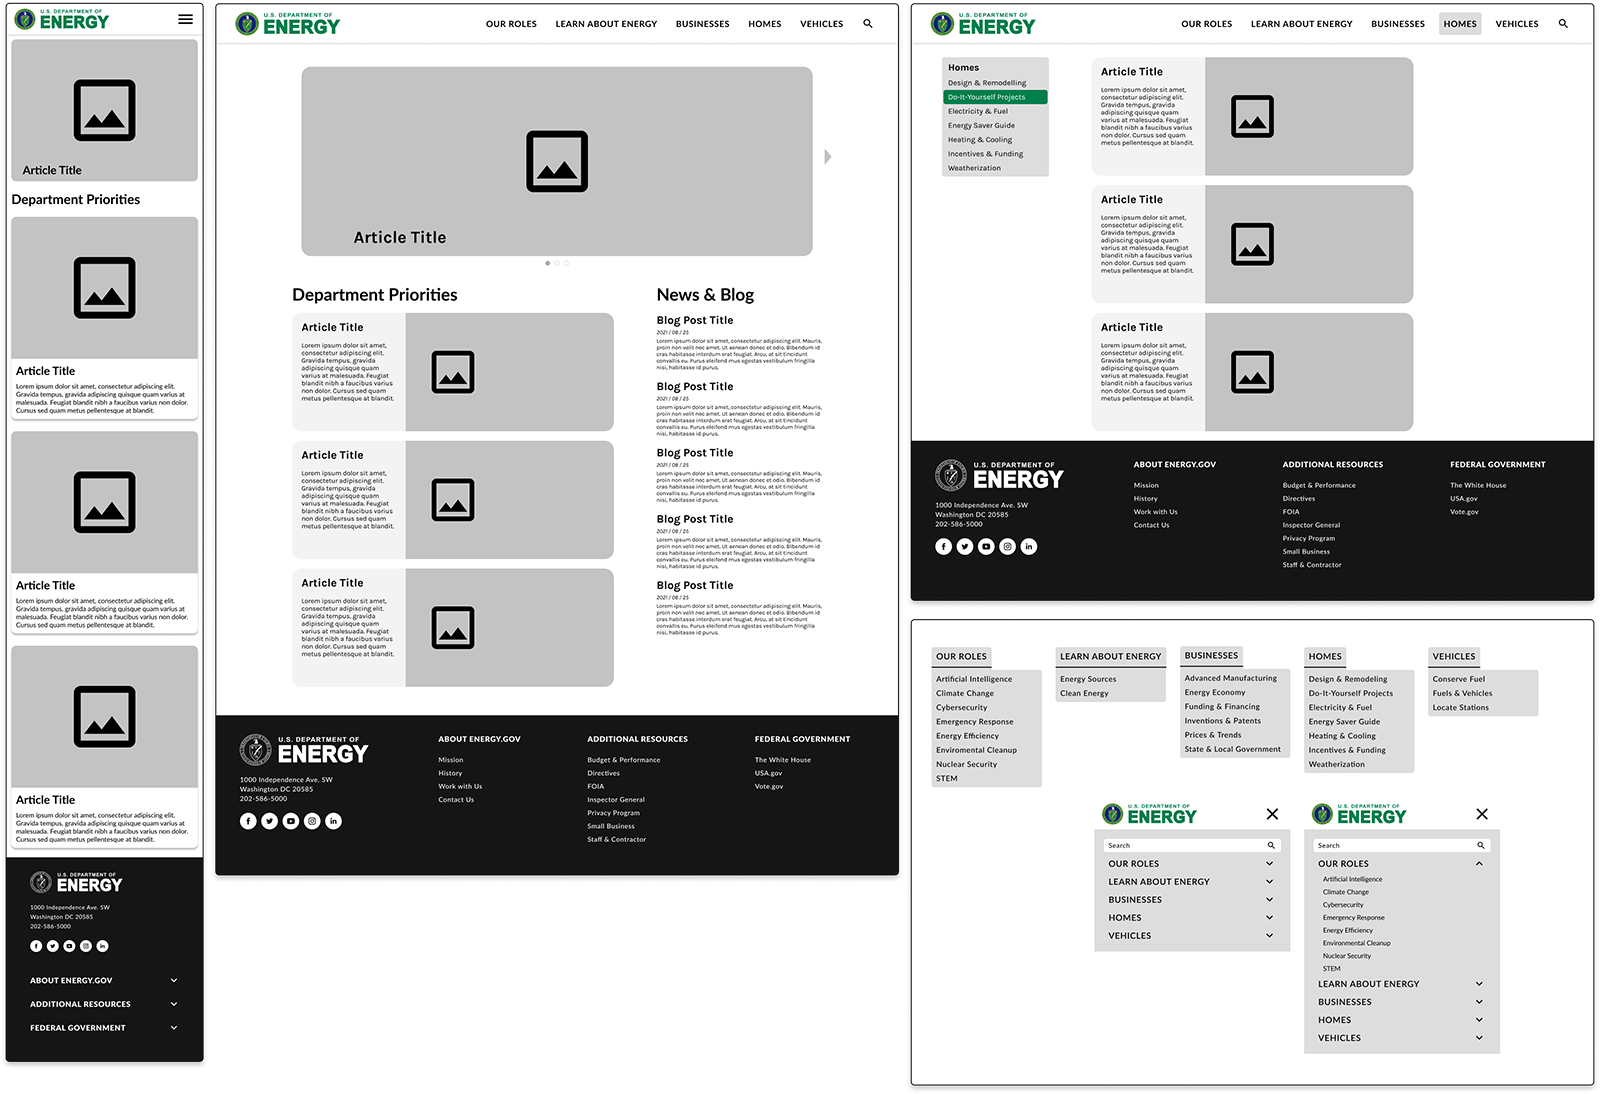 U.S. DEPARTMENT OF
ENERGY
Article Title
Department Priorities
Article Title
Lorem ipsum dolor sit amet, consectetur adipiscing elit.
Gravida tempus, gravida adipiscing quisque quam varius at
malesuada. Feugiat blandit nibh a faucibus varius non dolor.
Cursus sed quam metus pellentesque at blandit.
Article Title
Lorem ipsum dolor sit amet, consectetur adipiscing elit.
Gravida tempus, gravida adipiscing quisque quam varius at
malesuada. Feugiat blandit nibh a faucibus varius non dolor.
Cursus sed quam metus pellentesque at blandit.
Article Title
Lorem ipsum dolor sit amet, consectetur adipiscing elit.
Gravida tempus, gravida adipiscing quisque quam varius at
malesuada. Feugiat blandit nibh a faucibus varius non dolor.
Cursus sed quam metus pellentesque at blandit.
U.S. DEPARTMENT OF
ENERGY
1000 Independence Ave. SW
Washington DC 20585
202-586-5000
ABOUT ENERGY.GOV
ADDITIONAL RESOURCES
FEDERAL GOVERNMENT
U.S. DEPARTMENT OF
ENERGY
OUR ROLES LEARN ABOUT ENERGY BUSINESSES HOMES VEHICLES
Article Title
Department Priorities
Article Title
Lorem ipsum dolor sit amet,
consectetur adipiscing elit.
Gravida tempus, gravida
adipiscing quisque quam
varius at malesuada. Feugiat
blandit nibh a faucibus varius
non dolor. Cursus sed quam
metus pellentesque at blandit.
Article Title
Lorem ipsum dolor sit amet,
consectetur adipiscing elit.
Gravida tempus, gravida
adipiscing quisque quam
varius at malesuada. Feugiat
blandit nibh a faucibus varius
non dolor. Cursus sed quam
metus pellentesque at blandit.
Article Title
Lorem ipsum dolor sit amet,
consectetur adipiscing elit.
Gravida tempus, gravida
adipiscing quisque quam
varius at malesuada. Feugiat
blandit nibh a faucibus varius
non dolor. Cursus sed quam
metus pellentesque at blandit.
News & Blog
Blog Post Title
2021 / 08 / 25
Lorem ipsum dolor sit amet, consectetur adipiscing elit. Mauris,
proin non velit nec amet. Ut aenean donec et odio. Bibendum id
cras habitasse interdum erat feugiat. Arcu, at sit tincidunt
convallis eu. Purus eleifend mus egestas vestibulum fringilla
nisi, habitasse id purus.
Blog Post Title
2021 / 08 / 25
Lorem ipsum dolor sit amet, consectetur adipiscing elit. Mauris,
proin non velit nec amet. Ut aenean donec et odio. Bibendum id
cras habitasse interdum erat feugiat. Arcu, at sit tincidunt
convallis eu. Purus eleifend mus egestas vestibulum fringilla
nisi, habitasse id purus.
Blog Post Title
2021 / 08 / 25
Lorem ipsum dolor sit amet, consectetur adipiscing elit. Mauris,
proin non velit nec amet. Ut aenean donec et odio. Bibendum id
cras habitasse interdum erat feugiat. Arcu, at sit tincidunt
convallis eu. Purus eleifend mus egestas vestibulum fringilla
nisi, habitasse id purus.
Blog Post Title
2021 / 08 / 25
Lorem ipsum dolor sit amet, consectetur adipiscing elit. Mauris,
proin non velit nec amet. Ut aenean donec et odio. Bibendum id
cras habitasse interdum erat feugiat. Arcu, at sit tincidunt
convallis eu. Purus eleifend mus egestas vestibulum fringilla
nisi, habitasse id purus.
Blog Post Title
2021 / 08 / 25
Lorem ipsum dolor sit amet, consectetur adipiscing elit. Mauris,
proin non velit nec amet. Ut aenean donec et odio. Bibendum id
cras habitasse interdum erat feugiat. Arcu, at sit tincidunt
convallis eu. Purus eleifend mus egestas vestibulum fringilla
nisi, habitasse id purus.
U.S. DEPARTMENT OF
ENERGY
1000 Independence Ave. SW
Washington DC 20585
202-586-5000
ABOUT ENERGY.GOV
Mission
History
Work with Us
Contact Us
ADDITIONAL RESOURCES
Budget & Performance
Directives
FOIA
Inspector General
Privacy Program
Small Business
Staff & Contractor
FEDERAL GOVERNMENT
The White House
USA.gov
Vote.gov
U.S. DEPARTMENT OF
ENERGY
OUR ROLES LEARN ABOUT ENERGY BUSINESSES HOMES VEHICLES
Homes
Design & Remodelling
Do-It-Yourself Projects
Electricity & Fuel
Energy Saver Guide
Heating & Cooling
Incentives & Funding
Weatherization
Article Title
Lorem ipsum dolor sit amet,
consectetur adipiscing elit.
Gravida tempus, gravida
adipiscing quisque quam
varius at malesuada. Feugiat
blandit nibh a faucibus varius
non dolor. Cursus sed quam
metus pellentesque at blandit.
Article Title
Lorem ipsum dolor sit amet,
consectetur adipiscing elit.
Gravida tempus, gravida
adipiscing quisque quam
varius at malesuada. Feugiat
blandit nibh a faucibus varius
non dolor. Cursus sed quam
metus pellentesque at blandit.
Article Title
Lorem ipsum dolor sit amet,
consectetur adipiscing elit.
Gravida tempus, gravida
adipiscing quisque quam
varius at malesuada. Feugiat
blandit nibh a faucibus varius
non dolor. Cursus sed quam
metus pellentesque at blandit.
U.S. DEPARTMENT OF
ENERGY
1000 Independence Ave. SW
Washington DC 20585
202-586-5000
ABOUT ENERGY.GOV
Mission
History
Work with Us
Contact Us
ADDITIONAL RESOURCES
Budget & Performance
Directives
FOIA
Inspector General
Privacy Program
Small Business
Staff & Contractor
FEDERAL GOVERNMENT
The White House
USA.gov
Vote.gov
OUR ROLES
Artificial Intelligence
Climate Change
Cybersecurity
Emergency Response
Energy Efficiency
Enviromental Cleanup
Nuclear Security
STEM
LEARN ABOUT ENERGY
Energy Sources
Clean Energy
BUSINESSES
Advanced Manufacturing
Energy Economy
Funding & Financing
Inventions & Patents
Prices & Trends
State & Local Government
HOMES
Design & Remodeling
Do-It-Yourself Projects
Electricity & Fuel
Energy Saver Guide
Heating & Cooling
Incentives & Funding
Weatherization
VEHICLES
Conserve Fuel
Fuels & Vehicles
Locate Stations
U.S. DEPARTMENT OF
ENERGY
Search
OUR ROLES
LEARN ABOUT ENERGY
BUSINESSES
HOMES
VEHICLES
U.S. DEPARTMENT OF
ENERGY
Search
OUR ROLES
Artificial Intelligence
Climate Change
Cybersecurity
Emergency Response
Energy Efficiency
Environmental Cleanup
Nuclear Security
STEM
LEARN ABOUT ENERGY
BUSINESSES
HOMES
VEHICLES